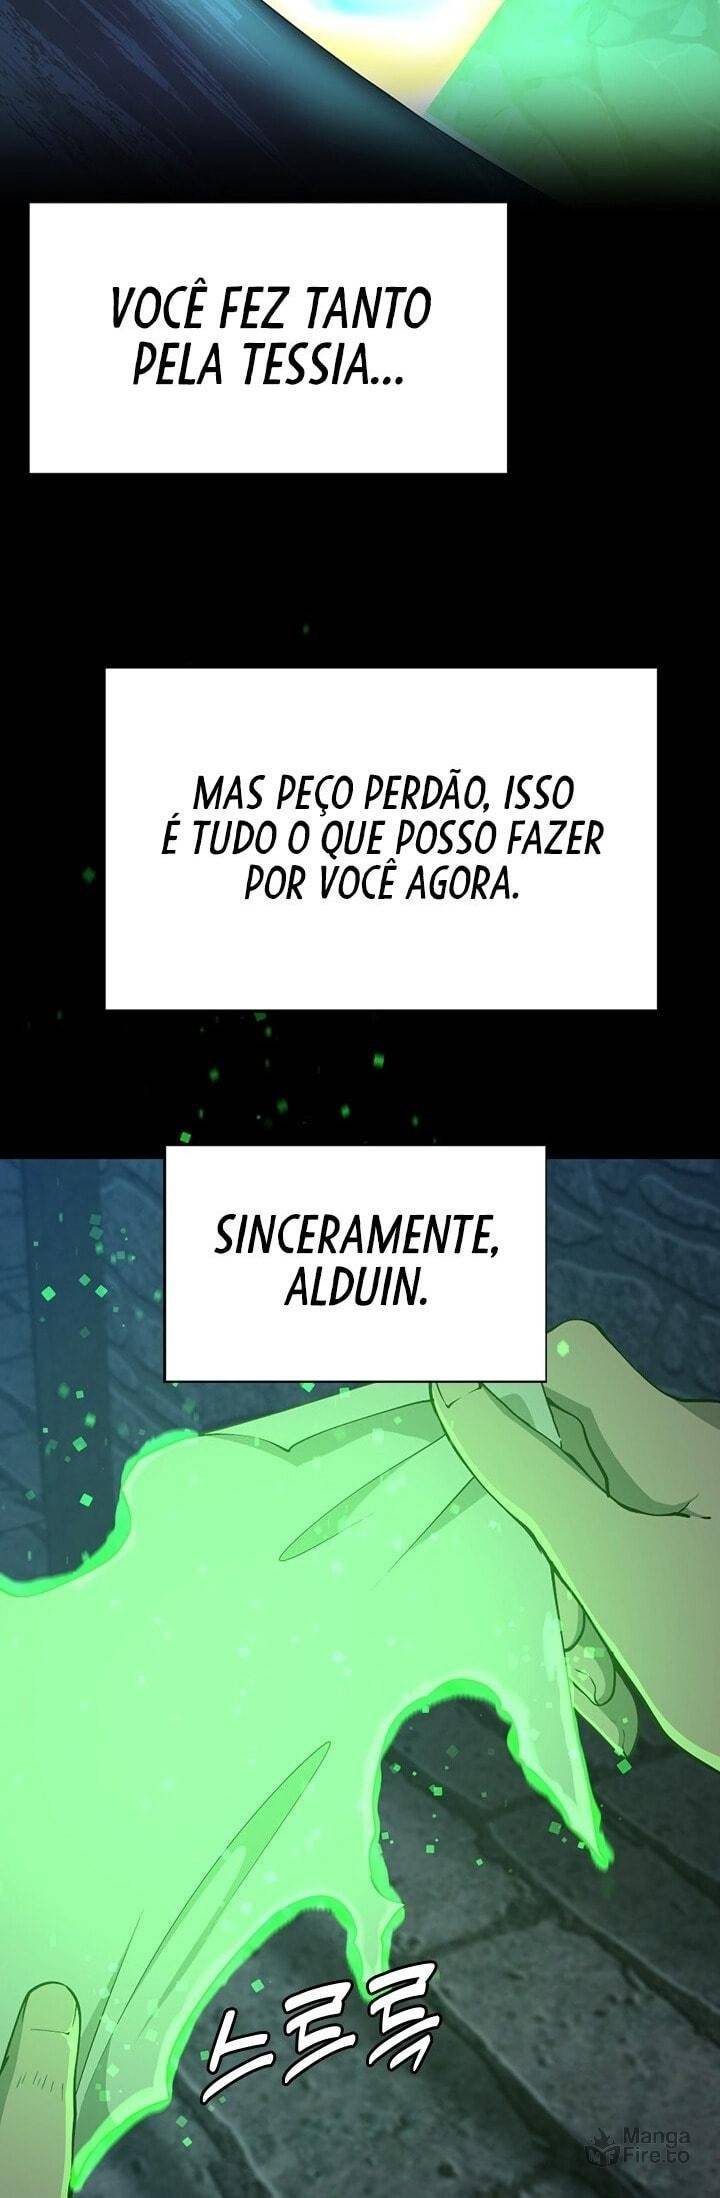 VOCÊ FEZ TANTO
PELA TESSIA...
MAS PEÇO PERDÃO, ISSO
É TUDO O QUE POSSO FAZER
POR VOCÊ AGORA.
SINCERAMENTE,
ALDUIN.
스르륵
Manga
Fire.to